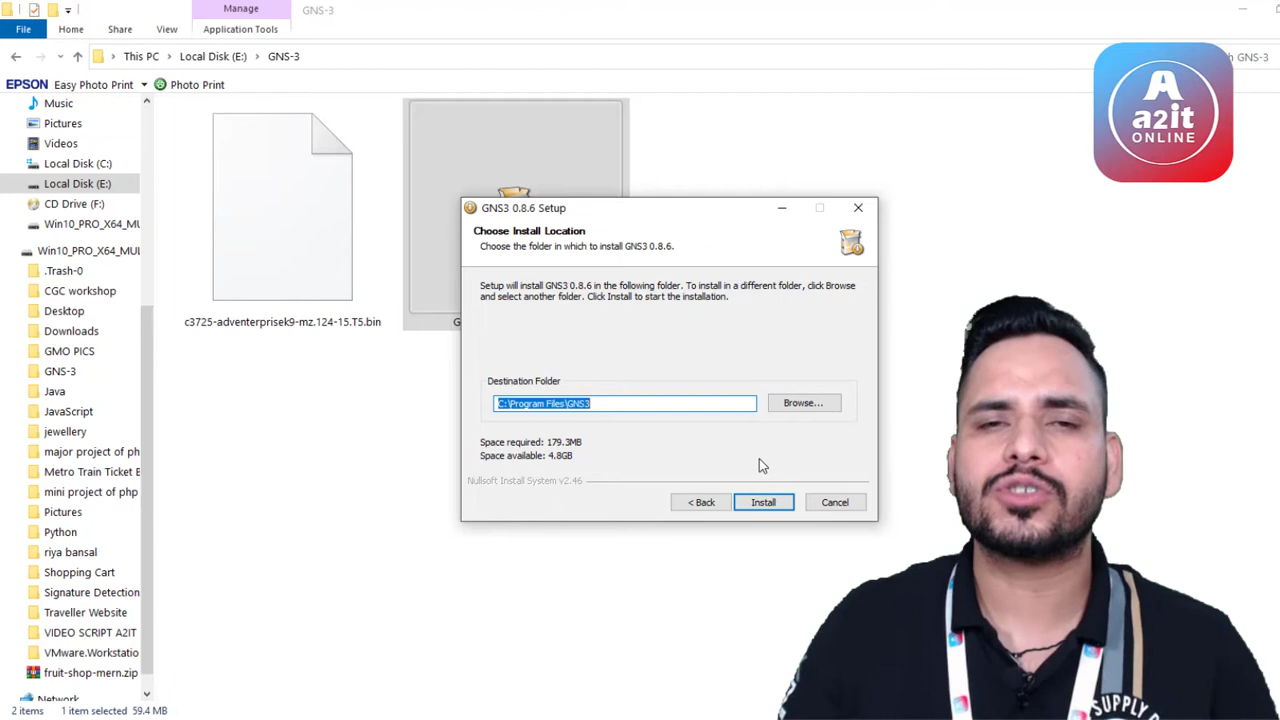 Manage
GNS-3
File
Home
Share
View
Application Tools
This PC
Local Disk (E:)
GNS-3
GNS-3
EPSON
Easy Photo Print
Photo Print
Music
Pictures
Videos
Local Disk (C:)
Local Disk (E:)
CD Drive (F:)
Win10_PRO_X64_MU
Win10_PRO_X64_MUL
.Trash-0
CGC workshop
Desktop
Downloads
GMO PICS
GNS-3
Java
JavaScript
jewellery
major project of ph
Metro Train Ticket B
mini project of php
Pictures
Python
riya bansal
Shopping Cart
Signature Detection
Traveller Website
VIDEO SCRIPT A2IT
VMware.Workstatio
fruit-shop-mern.zip
Network
2 items
1 item selected 59.4 MB
c3725-adventerprisek9-mz.124-15.T5.bin
G
GNS3 0.8.6 Setup
Choose Install Location
Choose the folder in which to install GNS3 0.8.6.
Setup will install GNS3 0.8.6 in the following folder. To install in a different folder, click Browse
and select another folder. Click Install to start the installation.
Destination Folder
C:\Program Files\GNS3
Browse...
Space required: 179.3MB
Space available: 4.8GB
Nullsoft Install System v2.46
< Back
Install
Cancel
A
a2it
ONLINE
SUPPLY